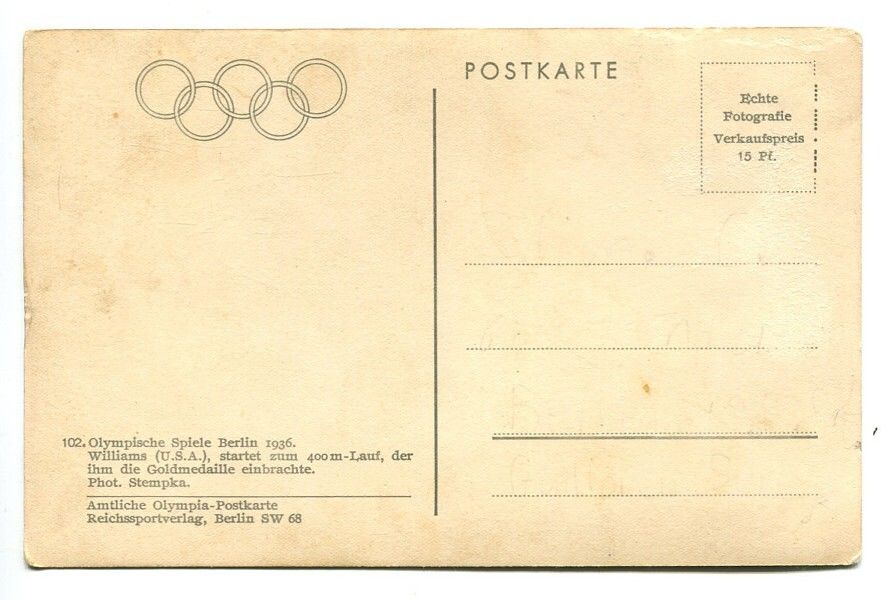 POSTKARTE
Echte
Fotografie
Verkaufspreis
15 Pf.
102. Olympische Spiele Berlin 1936.
Williams (U.S.A.), startet zum 400m-Lauf, der
ihm die Goldmedaille einbrachte.
Phot. Stempka.
Amtliche Olympia-Postkarte
Reichssportverlag, Berlin SW 68